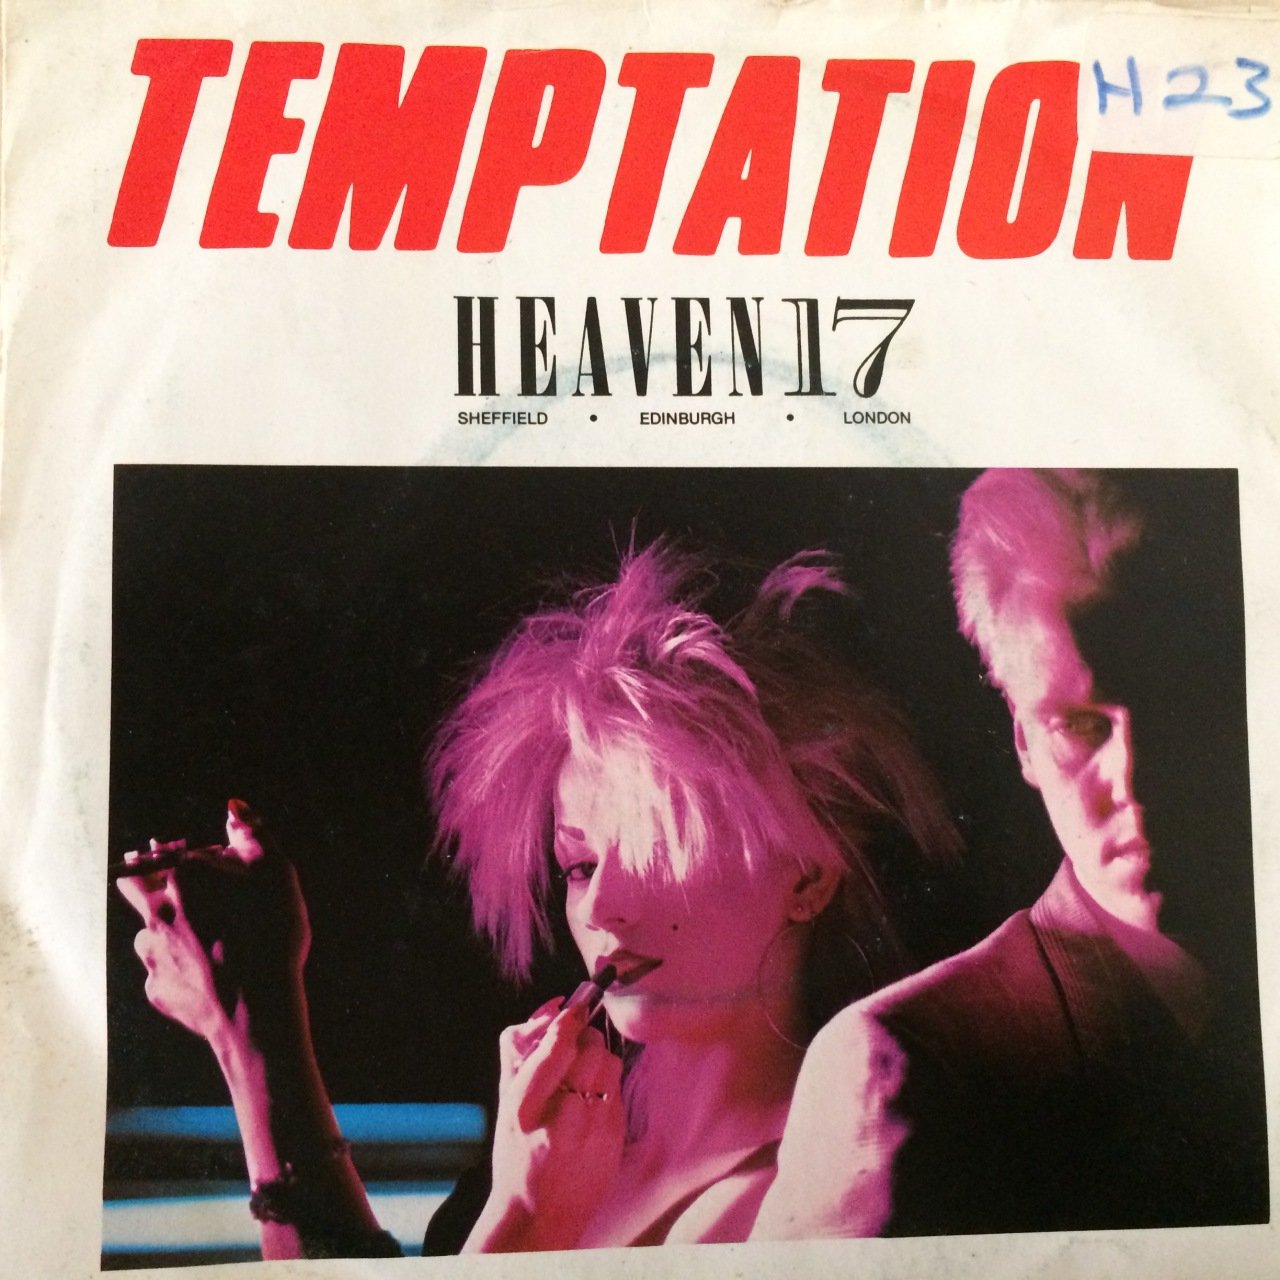 TEMPTATION
H23
HEAVEN 17
SHEFFIELD • EDINBURGH • LONDON